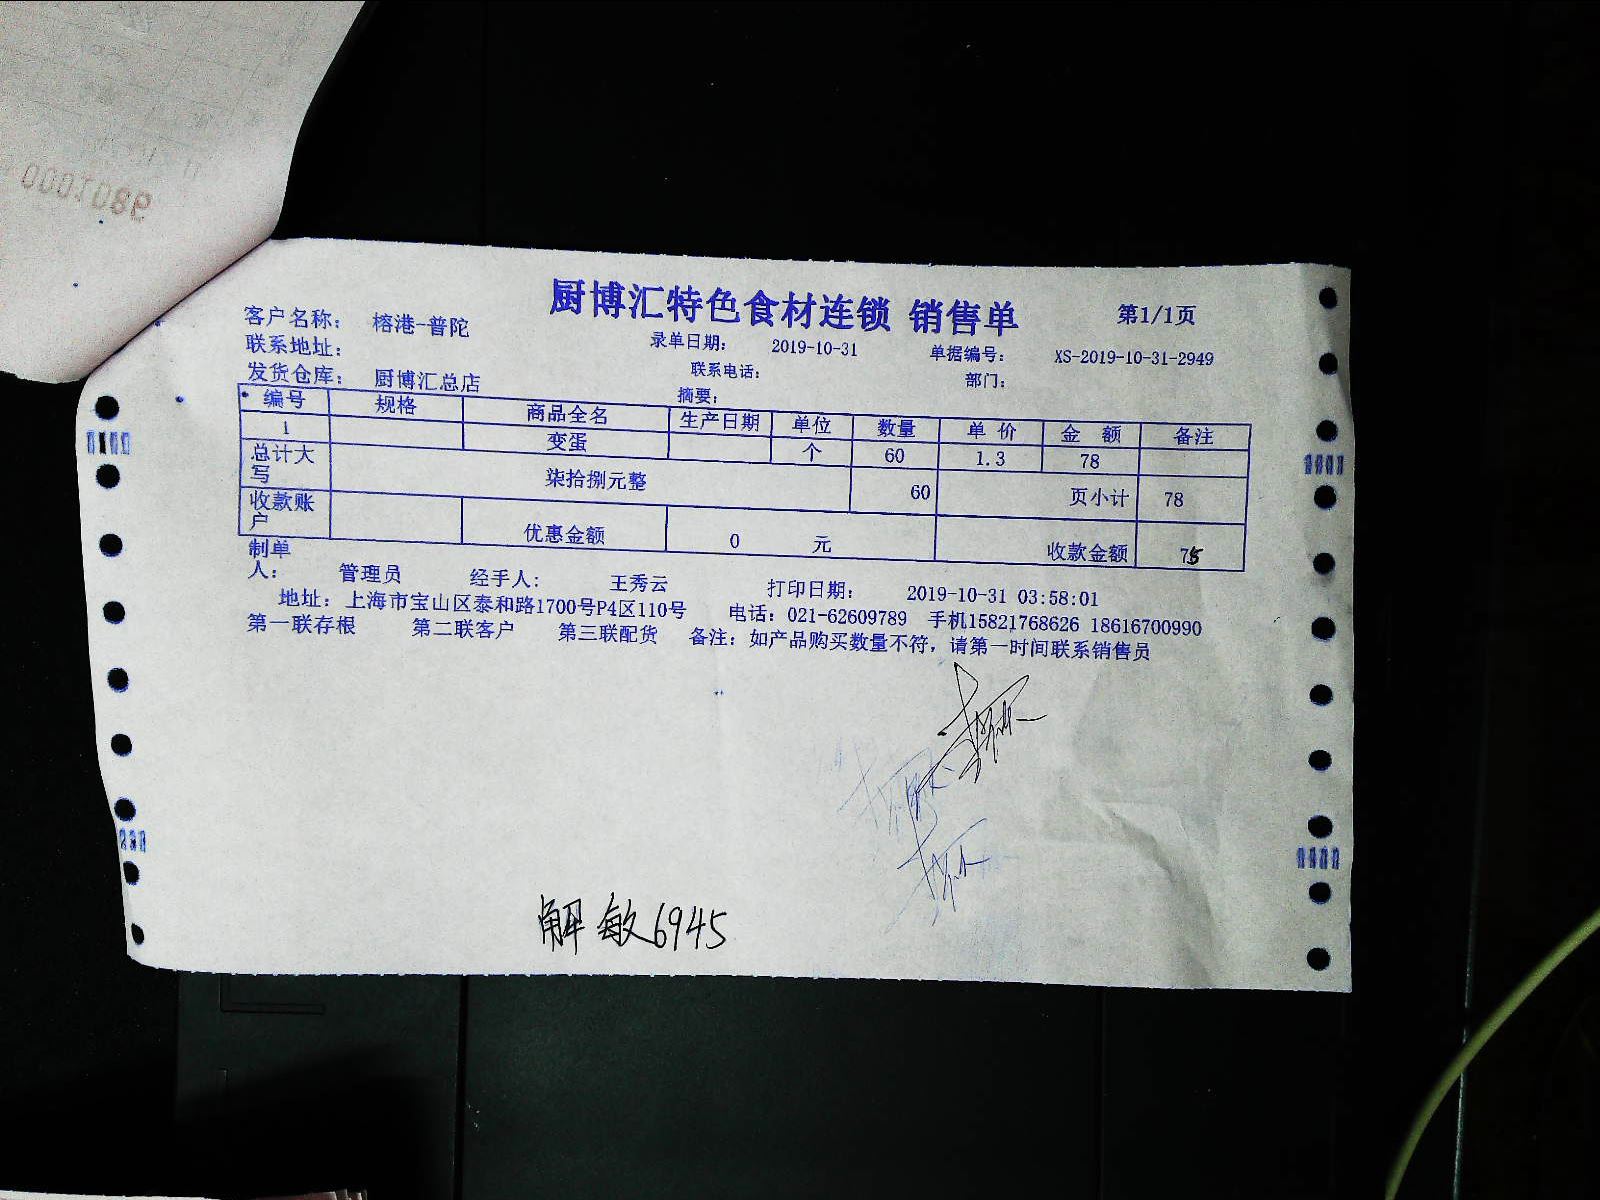 9801000
厨博汇特色食材连锁 销售单
第1/1页
客户名称： 榕港-普陀
录单日期： 2019-10-31 单据编号： XS-2019-10-31-2949
联系地址： 联系电话： 部门：
发货仓库： 厨博汇总店 摘要：
编号 规格 商品全名 生产日期 单位 数量 单 价 金 额 备注
1 变蛋 个 60 1.3 78
总计大写 柒拾捌元整 60 页小计 78
收款账户 优惠金额 0 元 收款金额
制单人： 管理员 经手人： 王秀云 打印日期： 2019-10-31 03:58:01
地址：上海市宝山区泰和路1700号P4区110号 电话：021-62609789 手机15821768626 18616700990
第一联存根 第二联客户 第三联配货 备注：如产品购买数量不符，请第一时间联系销售员
解敏6945